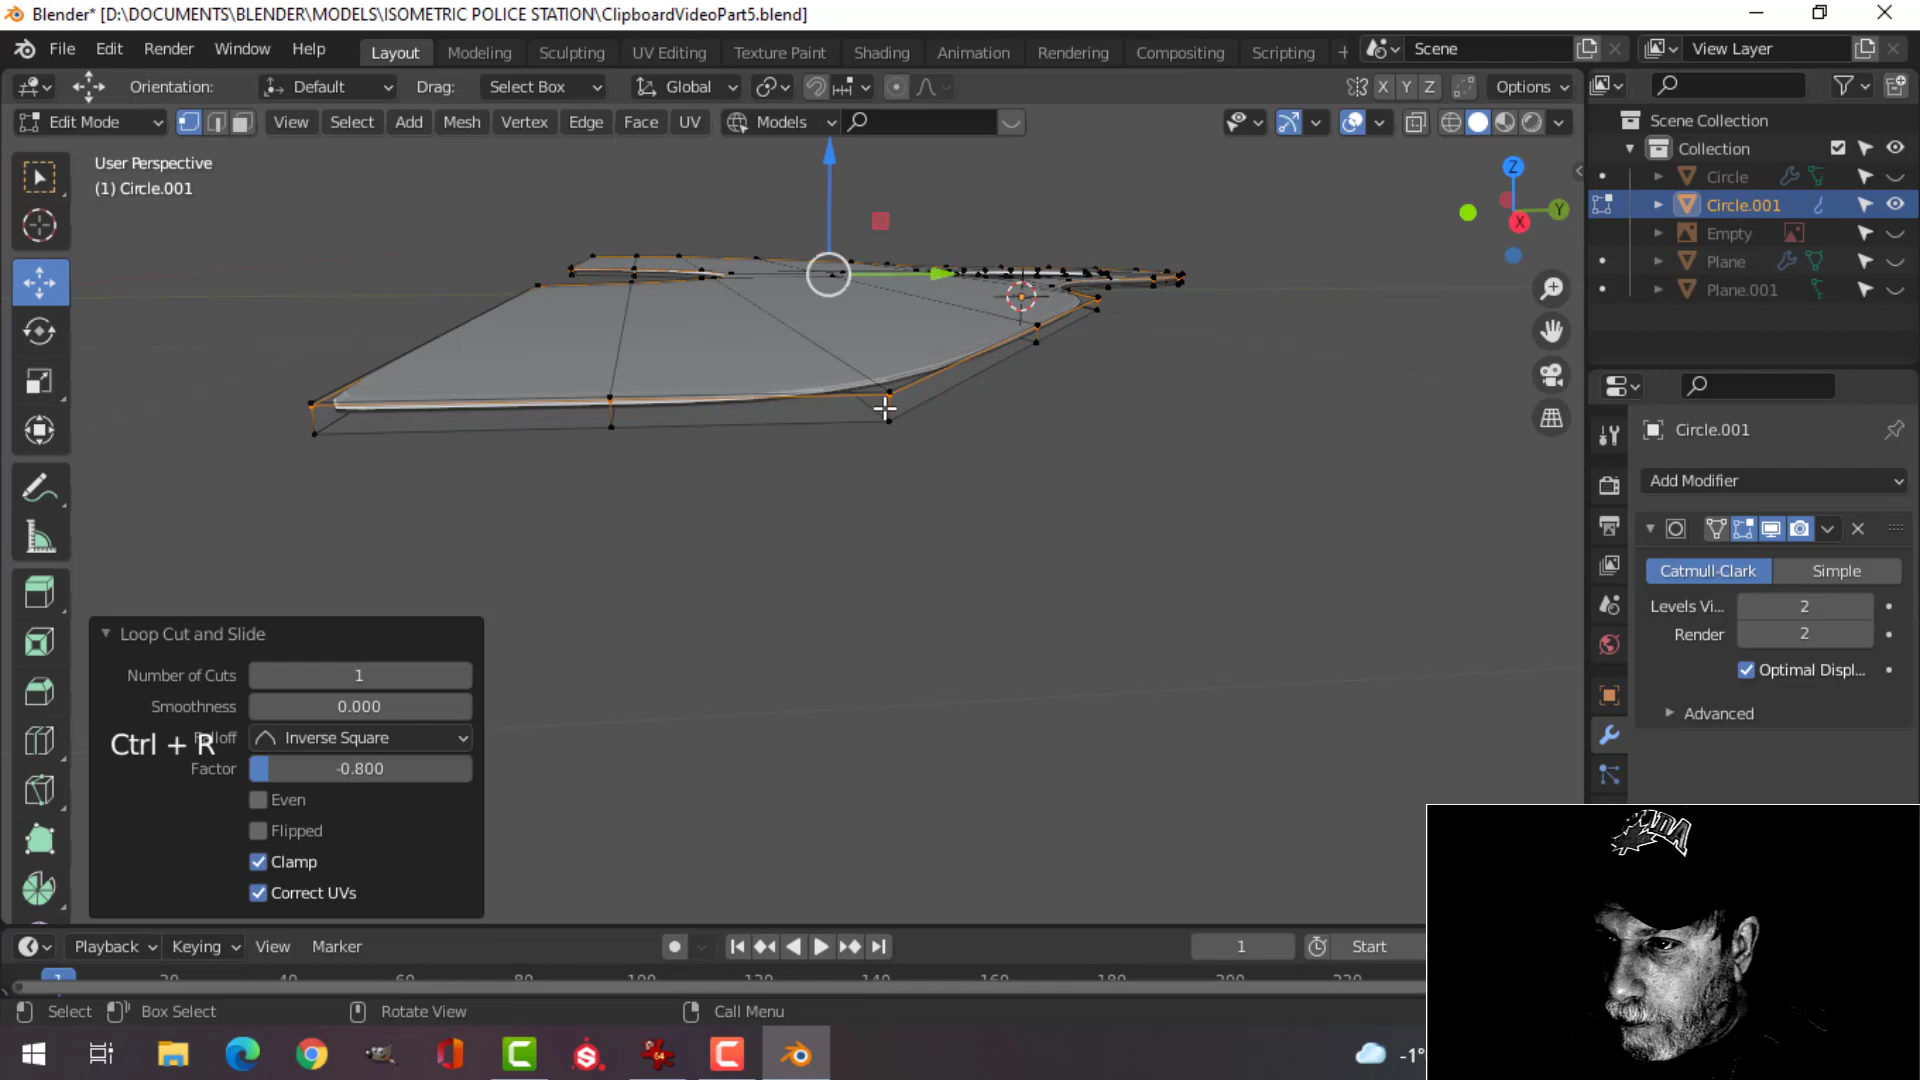 Blender* [D:\DOCUMENTS\BLENDER\MODELS\ISOMETRIC POLICE STATION\ClipboardVideoPart5.blend]
File Edit Render Window Help Layout Modeling Sculpting UV Editing Texture Paint Shading Animation Rendering Compositing Scripting + Scene View Layer
Orientation: Default Drag: Select Box Global X Y Z Options
Edit Mode View Select Add Mesh Vertex Edge Face UV Models
Scene Collection
Collection
Circle
Circle.001
Empty
Plane
Plane.001
User Perspective
(1) Circle.001
Z
Y
X
Circle.001
Add Modifier
Catmull-Clark Simple
Levels Vi... 2
Render 2
Optimal Displ...
Advanced
Loop Cut and Slide
Number of Cuts 1
Smoothness 0.000
Inverse Square
Ctrl + R
Factor -0.800
Even
Flipped
Clamp
Correct UVs
Playback Keying View Marker 1 Start
1
Select Box Select Rotate View Call Menu
-1°